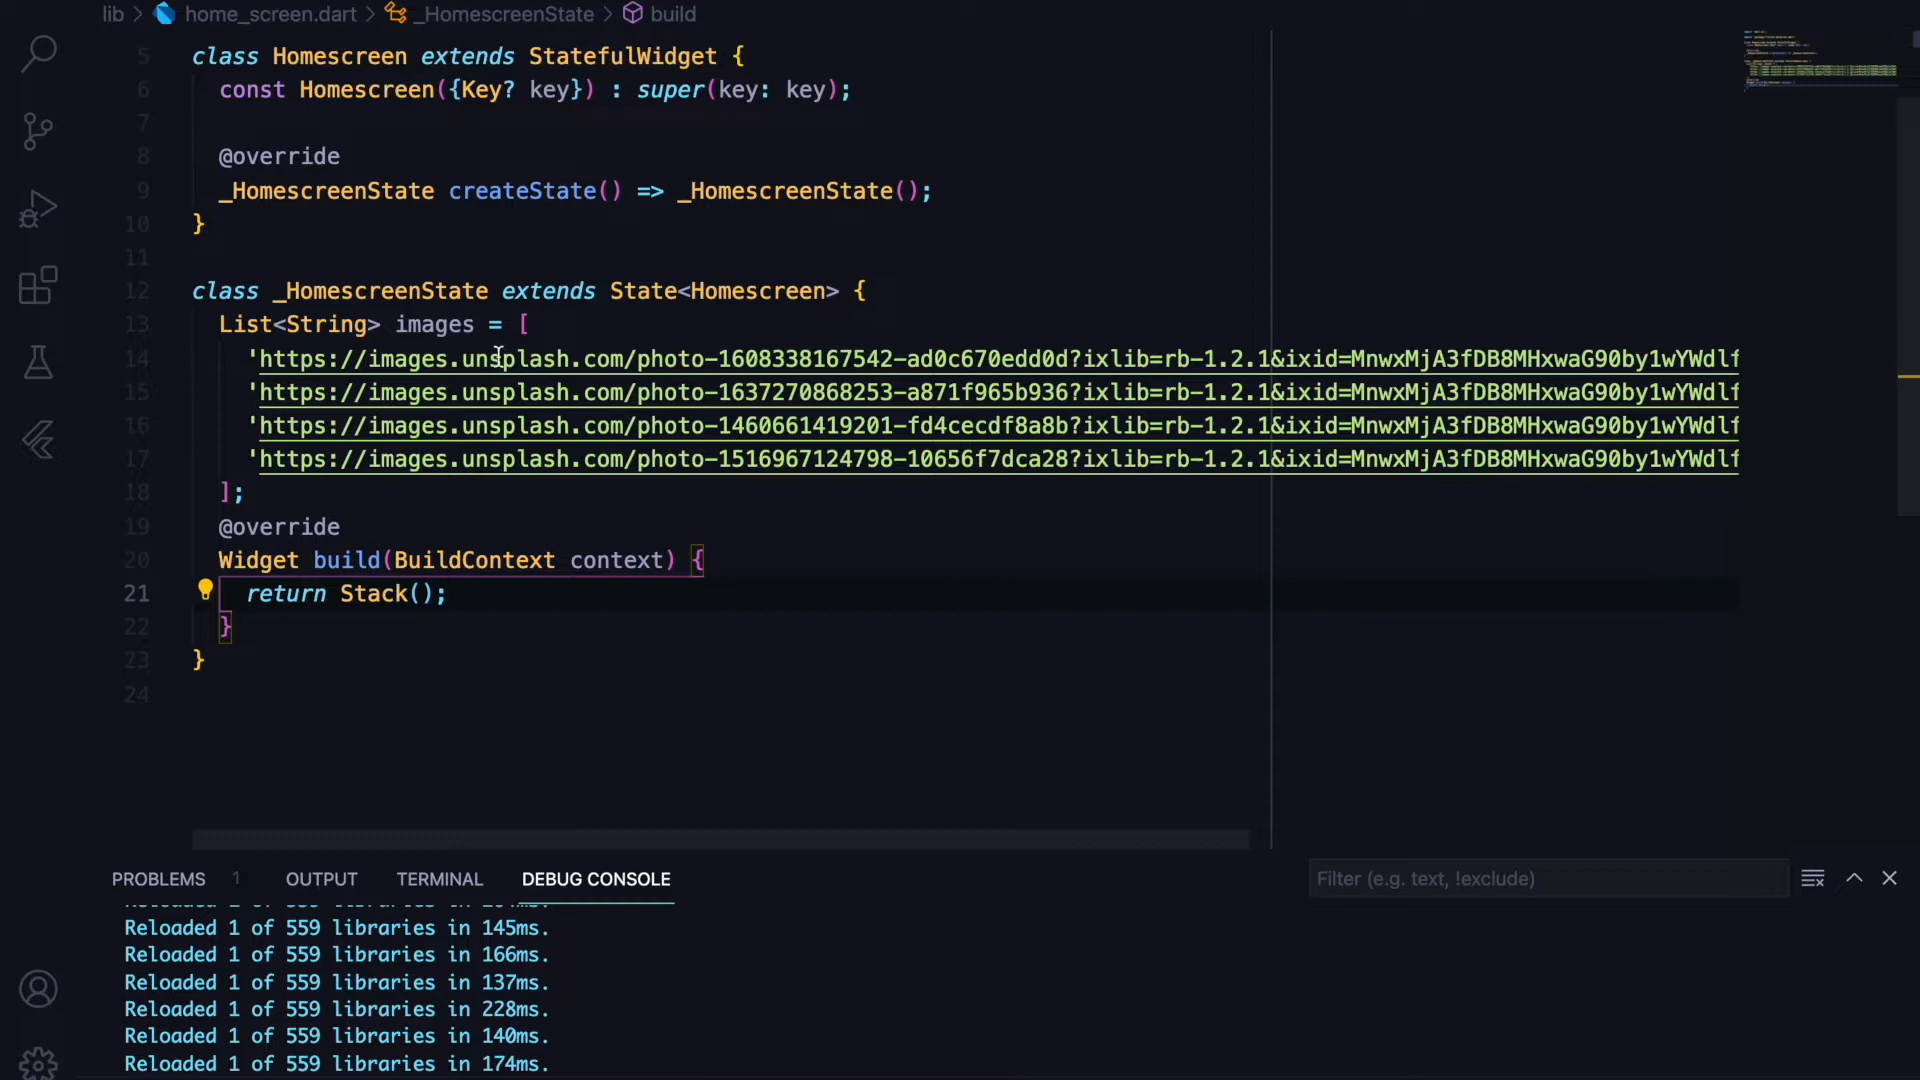 lib > home_screen.dart > _HomescreenState > build
5 class Homescreen extends StatefulWidget {
6 const Homescreen({Key? key}) : super(key: key);
7
8 @override
9 _HomescreenState createState() => _HomescreenState();
10 }
11
12 class _HomescreenState extends State<Homescreen> {
13 List<String> images = [
14 'https://images.unsplash.com/photo-1608338167542-ad0c670edd0d?ixlib=rb-1.2.1&ixid=MnwxMjA3fDB8MHxwaG90by1wYWdlf
15 'https://images.unsplash.com/photo-1637270868253-a871f965b936?ixlib=rb-1.2.1&ixid=MnwxMjA3fDB8MHxwaG90by1wYWdlf
16 'https://images.unsplash.com/photo-1460661419201-fd4cecdf8a8b?ixlib=rb-1.2.1&ixid=MnwxMjA3fDB8MHxwaG90by1wYWdlf
17 'https://images.unsplash.com/photo-1516967124798-10656f7dca28?ixlib=rb-1.2.1&ixid=MnwxMjA3fDB8MHxwaG90by1wYWdlf
18 ];
19 @override
20 Widget build(BuildContext context) {
21 return Stack();
22 }
23 }
24
PROBLEMS 1 OUTPUT TERMINAL DEBUG CONSOLE Filter (e.g. text, !exclude)
Reloaded 1 of 559 libraries in 145ms.
Reloaded 1 of 559 libraries in 166ms.
Reloaded 1 of 559 libraries in 137ms.
Reloaded 1 of 559 libraries in 228ms.
Reloaded 1 of 559 libraries in 140ms.
Reloaded 1 of 559 libraries in 174ms.